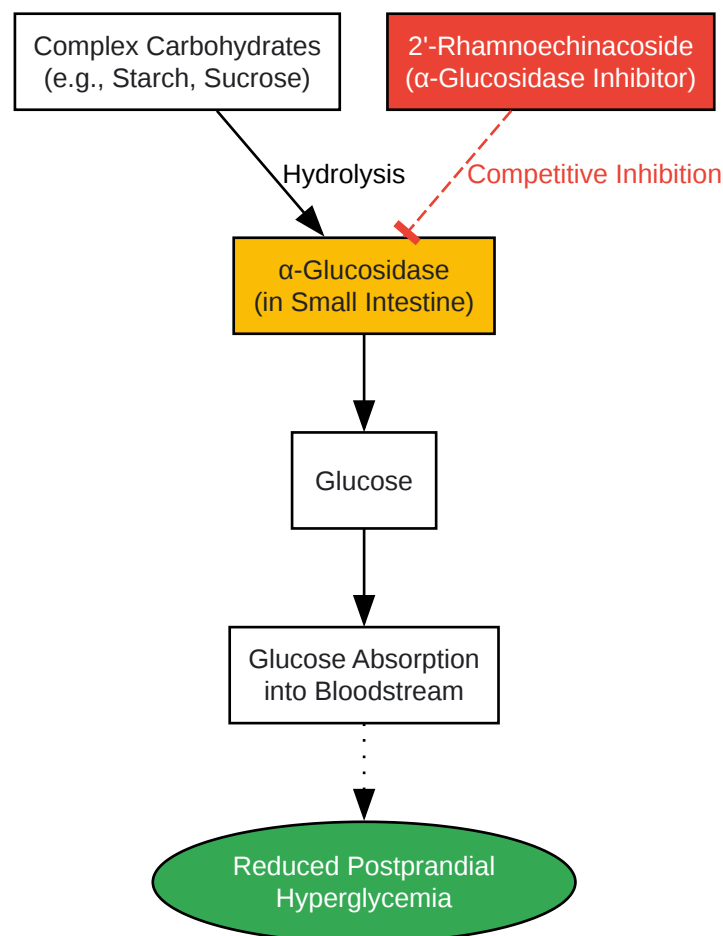 Complex Carbohydrates
(e.g., Starch, Sucrose)
2'-Rhamnoechinacoside
(α-Glucosidase Inhibitor)
Hydrolysis
Competitive Inhibition
α-Glucosidase
(in Small Intestine)
Glucose
Glucose Absorption
into Bloodstream
Reduced Postprandial
Hyperglycemia